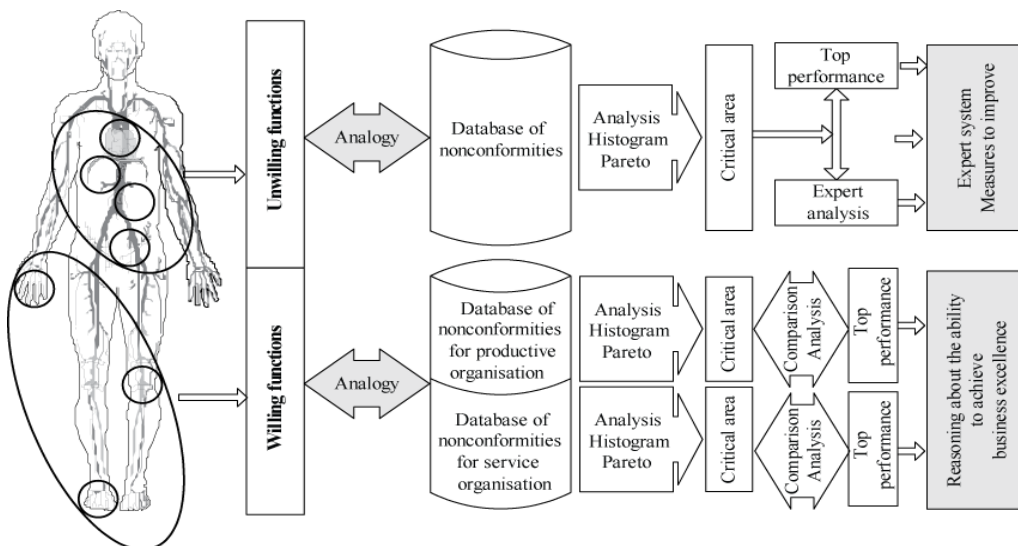 Unwilling functions
Analogy
Database of
nonconformities
Analysis
Histogram
Pareto
Critical area
Top
performance
Expert
analysis
Expert system
Measures to improve
Willing functions
Analogy
Database of
nonconformities
for productive
organisation
Analysis
Histogram
Pareto
Critical area
Comparison
Analysis
Top
performance
Database of
nonconformities
for service
organisation
Analysis
Histogram
Pareto
Critical area
Comparison
Analysis
Top
performance
Reasoning about the ability
to achieve
business excellence